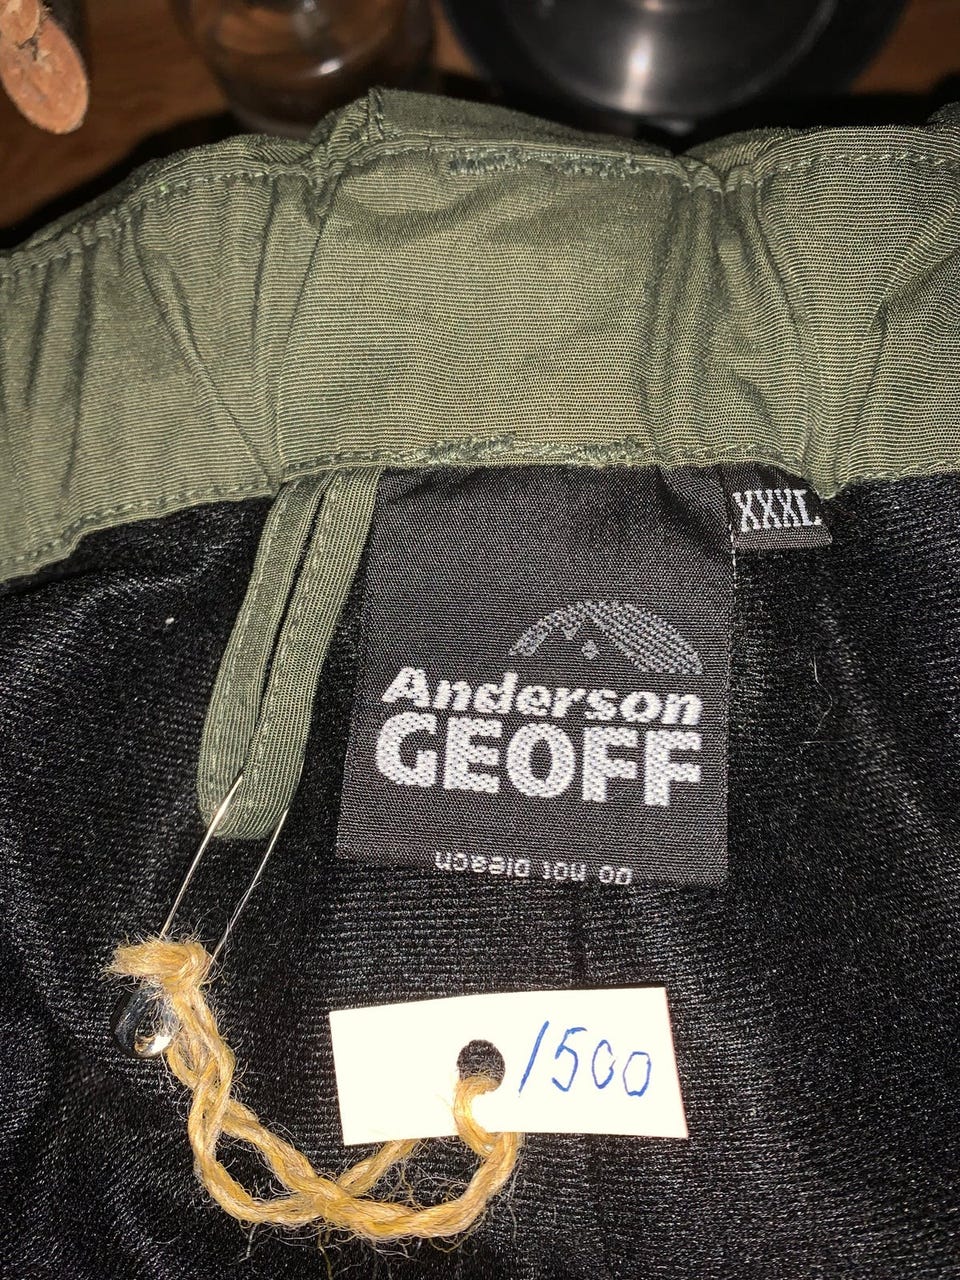 XXXL
Anderson
GEOFF
Do not bleach
1500